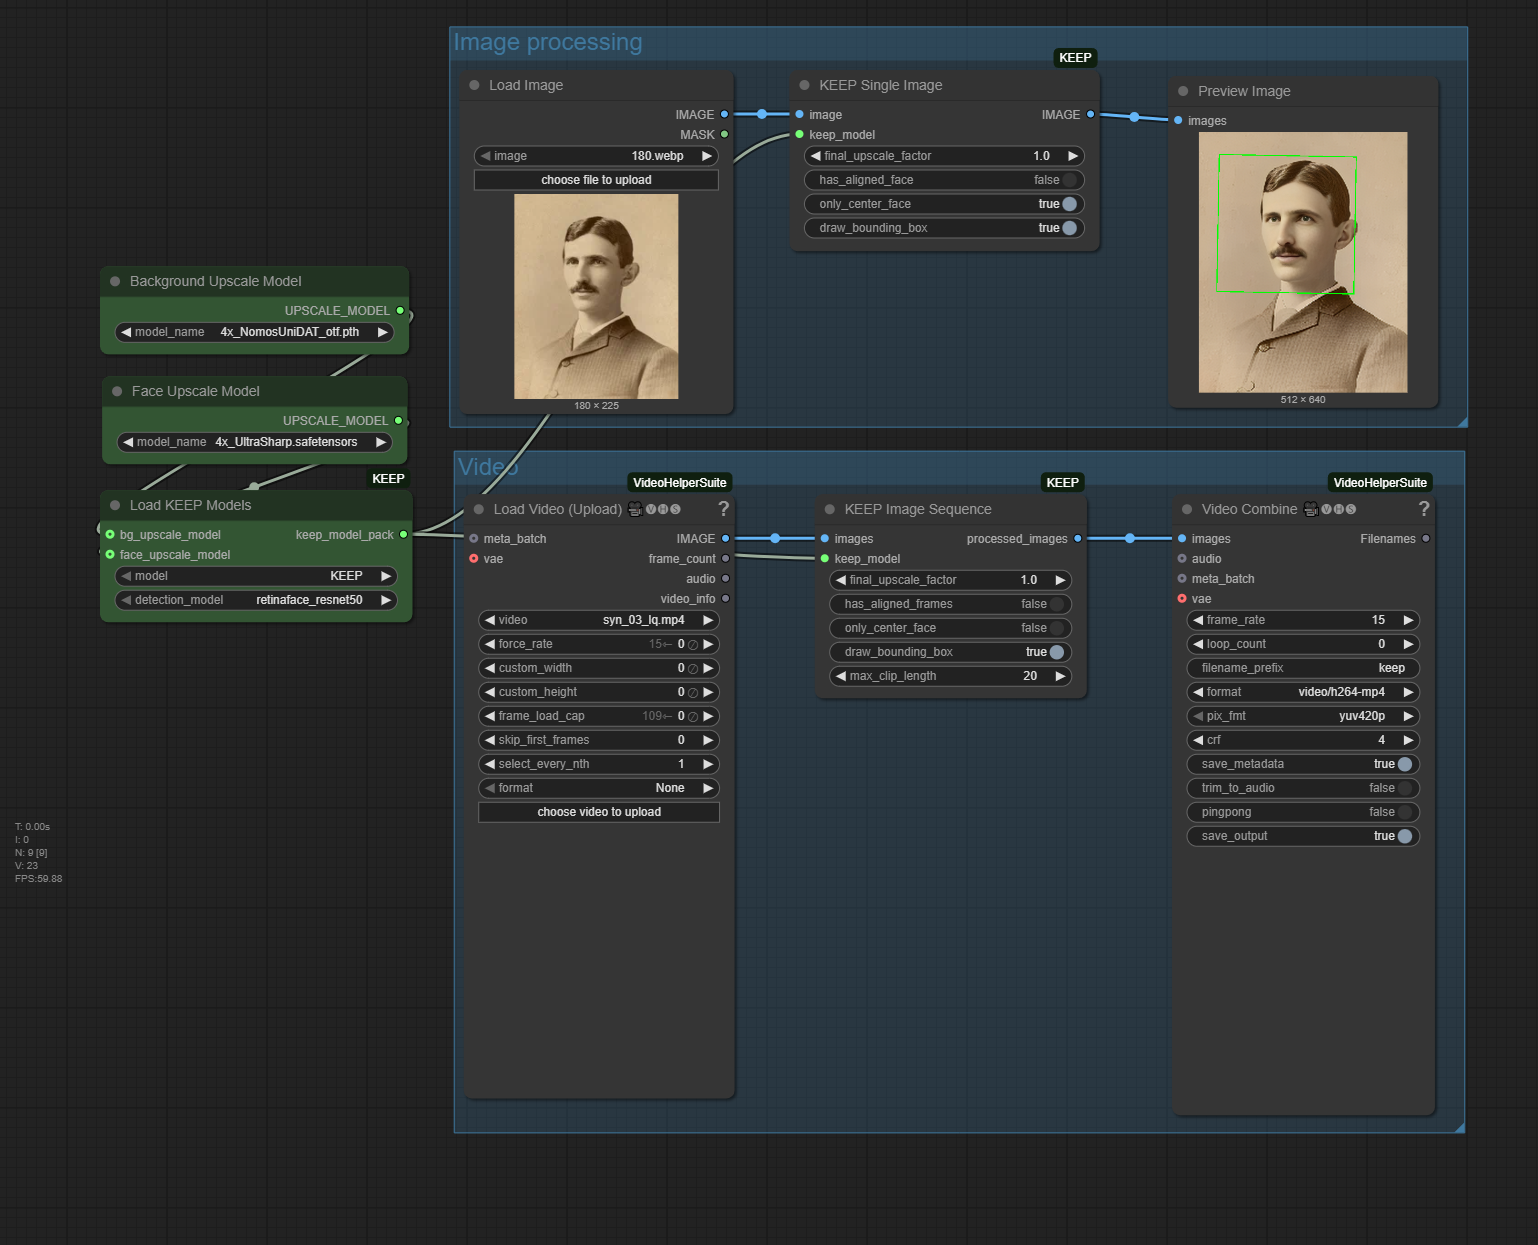 Image processing
KEEP
Load Image
IMAGE
MASK
image 180.webp
choose file to upload
180 × 225
KEEP Single Image
image IMAGE
keep_model
final_upscale_factor 1.0
has_aligned_face false
only_center_face true
draw_bounding_box true
Preview Image
images
512 × 640
Background Upscale Model
UPSCALE_MODEL
model_name 4x_NomosUniDAT_otf.pth
Face Upscale Model
UPSCALE_MODEL
model_name 4x_UltraSharp.safetensors
KEEP
Load KEEP Models
bg_upscale_model keep_model_pack
face_upscale_model
model KEEP
detection_model retinaface_resnet50
Video
VideoHelperSuite
Load Video (Upload) VHS ?
meta_batch IMAGE
vae frame_count
audio
video_info
video syn_03_lq.mp4
force_rate 15← 0
custom_width 0
custom_height 0
frame_load_cap 109← 0
skip_first_frames 0
select_every_nth 1
format None
choose video to upload
KEEP
KEEP Image Sequence
images processed_images
keep_model
final_upscale_factor 1.0
has_aligned_frames false
only_center_face false
draw_bounding_box true
max_clip_length 20
VideoHelperSuite
Video Combine VHS ?
images Filenames
audio
meta_batch
vae
frame_rate 15
loop_count 0
filename_prefix keep
format video/h264-mp4
pix_fmt yuv420p
crf 4
save_metadata true
trim_to_audio false
pingpong false
save_output true
T: 0.00s
I: 0
N: 9 [9]
V: 23
FPS:59.88